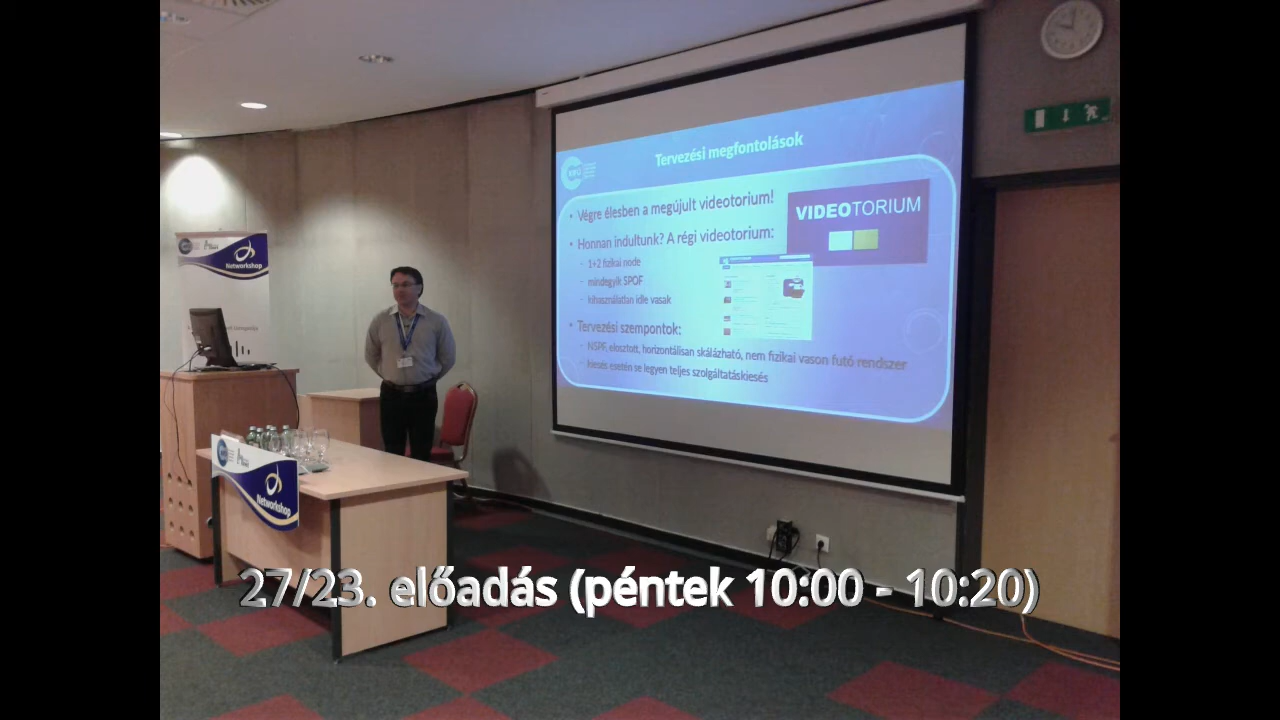 Tervezési megfontolások
KIFÜ
• Végre élesben a megújult videotorium!
VIDEOTORIUM
• Honnan indultunk? A régi videotorium:
– 1+2 fizikai node
– mindegyik SPOF
– kihasználatlan idle vasak
• Tervezési szempontok:
– NSPF, elosztott, horizontálisan skálázható, nem fizikai vason futó rendszer
– kiesés esetén se legyen teljes szolgáltatáskiesés
Networkshop
Networkshop
27/23. előadás (péntek 10:00 - 10:20)